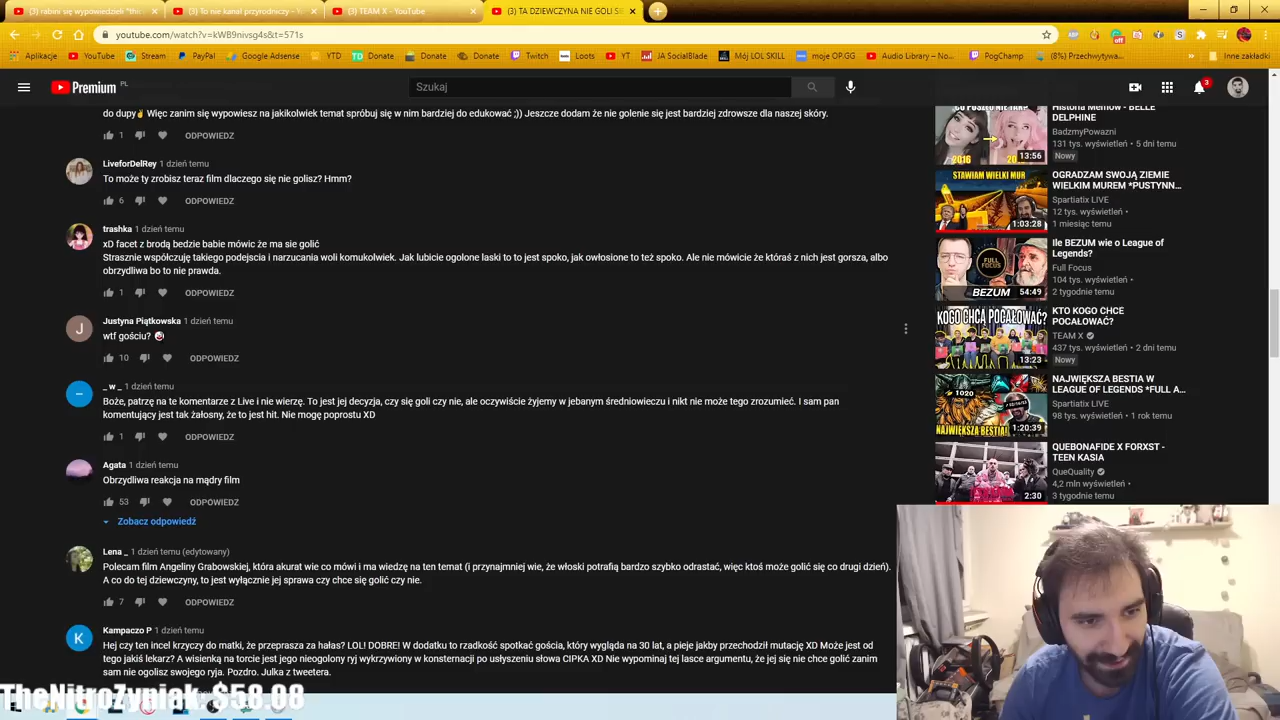 (3) rabini się wypowiedzieli "thic
(3) To nie kanał przyrodniczy - Y
(3) TEAM X - YouTube
(3) TA DZIEWCZYNA NIE GOLI SI
youtube.com/watch?v=kWB9nivsg4s&t=571s
Aplikacje
YouTube
Stream
PayPal
Google Adsense
YTD
Donate
Donate
Donate
Twitch
Loots
YT
JA SocialBlade
Mój LOL SKILL
moje OP.GG
Audio Library – No...
PogChamp
(8%) Przechwytywa...
»
Inne zakładki
Premium PL
Szukaj
3
do dupy✌ Więc zanim się wypowiesz na jakikolwiek temat spróbuj się w nim bardziej do edukować ;)) Jeszcze dodam że nie golenie się jest bardziej zdrowsze dla naszej skóry.
1 ODPOWIEDZ
LiveforDelRey 1 dzień temu
To może ty zrobisz teraz film dlaczego się nie golisz? Hmm?
6 ODPOWIEDZ
trashka 1 dzień temu
xD facet z brodą bedzie babie mówic że ma sie golić
Strasznie współczuję takiego podejscia i narzucania woli komukolwiek. Jak lubicie ogolone laski to to jest spoko, jak owłosione to też spoko. Ale nie mówicie że któraś z nich jest gorsza, albo
obrzydliwa bo to nie prawda.
1 ODPOWIEDZ
J
Justyna Piątkowska 1 dzień temu
wtf gościu?
10 ODPOWIEDZ
_ w _ 1 dzień temu
Boże, patrzę na te komentarze z Live i nie wierzę. To jest jej decyzja, czy się goli czy nie, ale oczywiście żyjemy w jebanym średniowieczu i nikt nie może tego zrozumieć. I sam pan
komentujący jest tak żałosny, że to jest hit. Nie mogę poprostu XD
1 ODPOWIEDZ
Agata 1 dzień temu
Obrzydliwa reakcja na mądry film
53 ODPOWIEDZ
Zobacz odpowiedź
Lena _ 1 dzień temu (edytowany)
Polecam film Angeliny Grabowskiej, która akurat wie co mówi i ma wiedzę na ten temat (i przynajmniej wie, że włoski potrafią bardzo szybko odrastać, więc ktoś może golić się co drugi dzień).
A co do tej dziewczyny, to jest wyłącznie jej sprawa czy chce się golić czy nie.
7 ODPOWIEDZ
K
Kampaczo P 1 dzień temu
Hej czy ten incel krzyczy do matki, że przeprasza za hałas? LOL! DOBRE! W dodatku to rzadkość spotkać gościa, który wygląda na 30 lat, a pieje jakby przechodził mutację XD Może jest od
tego jakiś lekarz? A wisienką na torcie jest jego nieogolony ryj wykrzywiony w konsternacji po usłyszeniu słowa CIPKA XD Nie wypominaj tej lasce argumentu, że jej się nie chce golić zanim
sam nie ogolisz swojego ryja. Pozdro. Julka z tweetera.
TheNitroZyniak: $58.08
2016
13:56
Historia Memów - BELLE
DELPHINE
BadzmyPowazni
131 tys. wyświetleń • 5 dni temu
Nowy
STAWIAM WIELKI MUR
1:03:28
OGRADZAM SWOJĄ ZIEMIE
WIELKIM MUREM *PUSTYNN...
Spartiatix LIVE
12 tys. wyświetleń •
1 miesiąc temu
FULL FOCUS
BEZUM
54:49
Ile BEZUM wie o League of
Legends?
Full Focus
104 tys. wyświetleń •
2 tygodnie temu
KOGO CHCĄ POCAŁOWAĆ?
13:23
KTO KOGO CHCE
POCAŁOWAĆ?
TEAM X
437 tys. wyświetleń • 2 dni temu
Nowy
1020
NAJWIĘKSZA BESTIA!
1:20:39
NAJWIĘKSZA BESTIA W
LEAGUE OF LEGENDS *FULL A...
Spartiatix LIVE
98 tys. wyświetleń • 1 rok temu
2:30
QUEBONAFIDE X FORXST -
TEEN KASIA
QueQuality
4,2 mln wyświetleń •
3 tygodnie temu